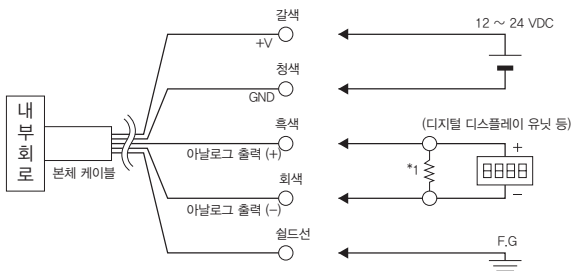 갈색
+V
12 ～ 24 VDC
청색
GND
내부회로
본체 케이블
흑색
아날로그 출력 (+)
(디지털 디스플레이 유닛 등)
*1
+
−
회색
아날로그 출력 (−)
쉴드선
F.G